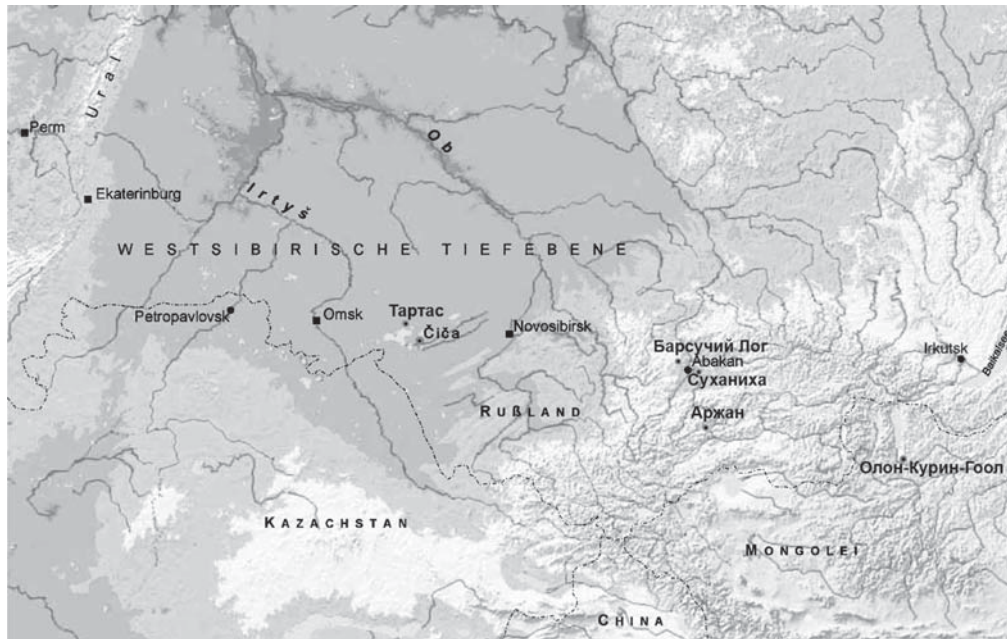 Ural
Perm
Ob
Ekaterinburg
Irtyš
WESTSIBIRISCHE TIEFEBENE
Petropavlovsk
Omsk
Тартас
Čiča
Novosibirsk
Барсучий Лог
Abakan
Суханиха
Irkutsk
Baikalsee
RUßLAND
Аржан
Олон-Курин-Гоол
KAZACHSTAN
MONGOLEI
CHINA